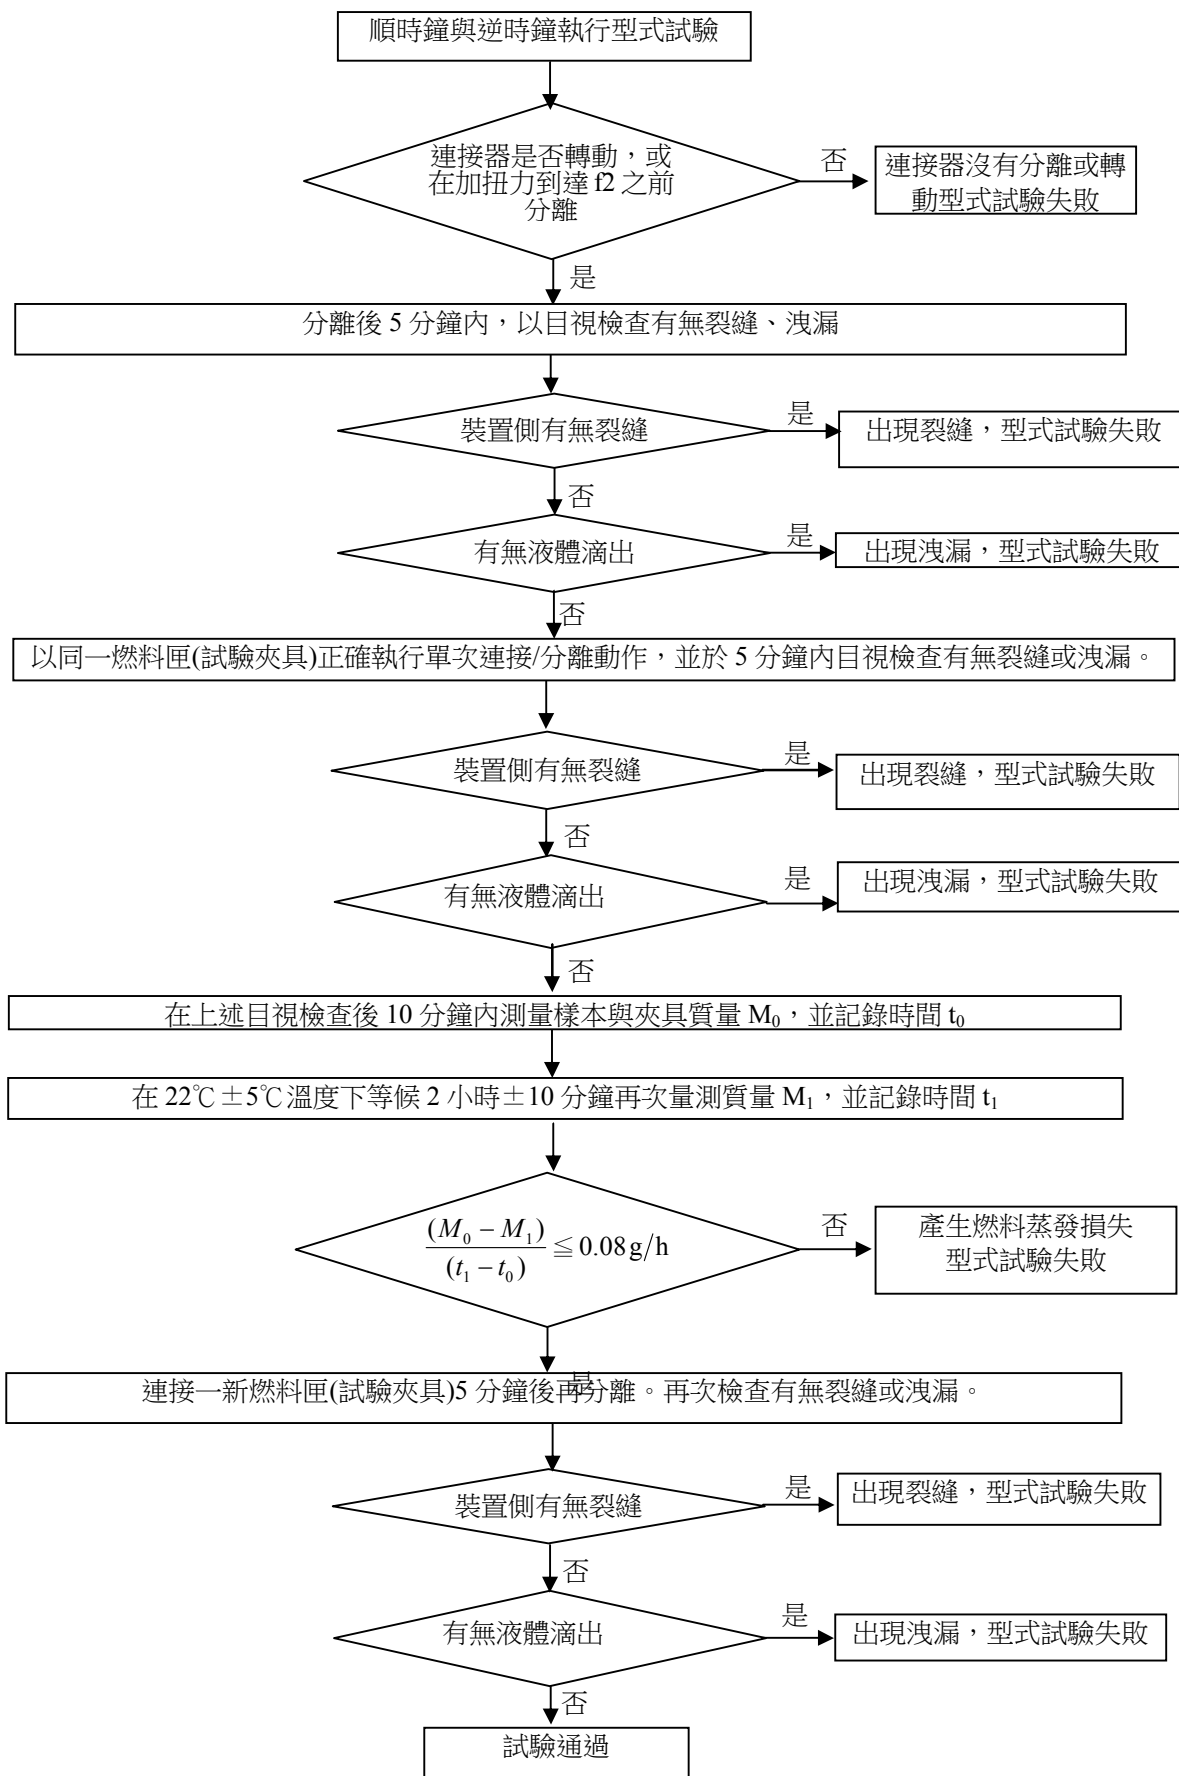 順時鐘與逆時鐘執行型式試驗
連接器是否轉動，或
在加扭力到達 f2 之前
分離
否
連接器沒有分離或轉
動型式試驗失敗
是
分離後 5 分鐘內，以目視檢查有無裂縫、洩漏
裝置側有無裂縫
是
出現裂縫，型式試驗失敗
否
有無液體滴出
是
出現洩漏，型式試驗失敗
否
以同一燃料匣(試驗夾具)正確執行單次連接/分離動作，並於 5 分鐘內目視檢查有無裂縫或洩漏。
裝置側有無裂縫
是
出現裂縫，型式試驗失敗
否
有無液體滴出
是
出現洩漏，型式試驗失敗
否
在上述目視檢查後 10 分鐘內測量樣本與夾具質量 M₀，並記錄時間 t₀
在 22℃±5℃溫度下等候 2 小時±10 分鐘再次量測質量 M₁，並記錄時間 t₁
(M₀ − M₁)
(t₁ − t₀)
≦ 0.08 g/h
否
產生燃料蒸發損失
型式試驗失敗
是
連接一新燃料匣(試驗夾具)5 分鐘後再分離。再次檢查有無裂縫或洩漏。
裝置側有無裂縫
是
出現裂縫，型式試驗失敗
否
有無液體滴出
是
出現洩漏，型式試驗失敗
否
試驗通過